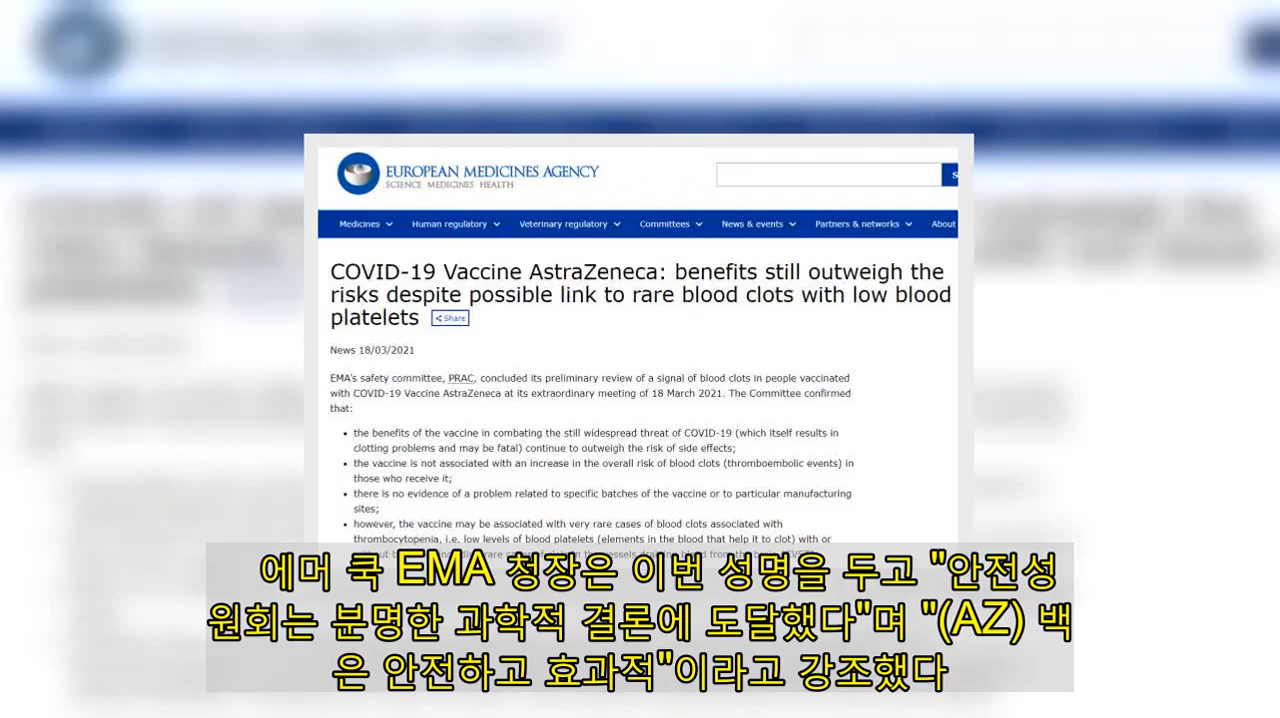 EUROPEAN MEDICINES AGENCY
SCIENCE MEDICINES HEALTH
S
Medicines Human regulatory Veterinary regulatory Committees News & events Partners & networks About
COVID-19 Vaccine AstraZeneca: benefits still outweigh the
risks despite possible link to rare blood clots with low blood
platelets Share
News 18/03/2021
EMA's safety committee, PRAC, concluded its preliminary review of a signal of blood clots in people vaccinated
with COVID-19 Vaccine AstraZeneca at its extraordinary meeting of 18 March 2021. The Committee confirmed
that:
• the benefits of the vaccine in combating the still widespread threat of COVID-19 (which itself results in
clotting problems and may be fatal) continue to outweigh the risk of side effects;
• the vaccine is not associated with an increase in the overall risk of blood clots (thromboembolic events) in
those who receive it;
• there is no evidence of a problem related to specific batches of the vaccine or to particular manufacturing
sites;
• however, the vaccine may be associated with very rare cases of blood clots associated with
thrombocytopenia, i.e. low levels of blood platelets (elements in the blood that help it to clot) with or
에머 쿡 EMA 청장은 이번 성명을 두고 "안전성
원회는 분명한 과학적 결론에 도달했다"며 "(AZ) 백
은 안전하고 효과적"이라고 강조했다